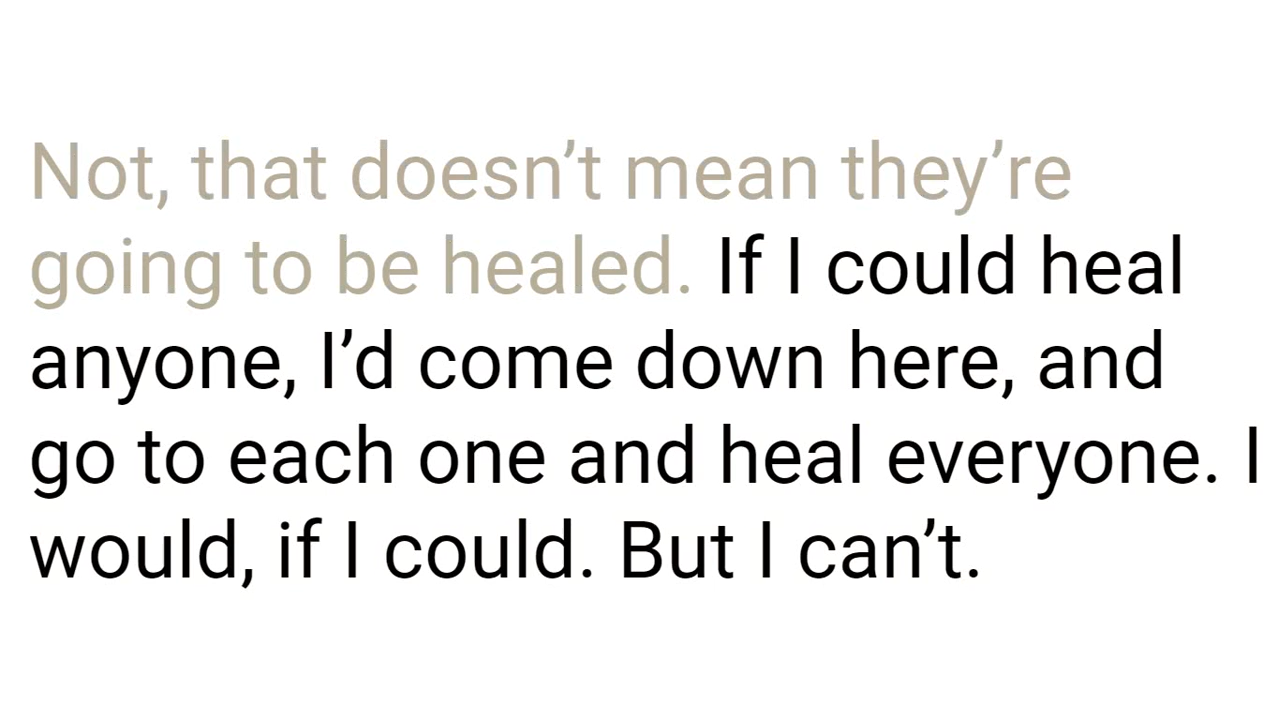 Not, that doesn’t mean they’re
going to be healed. If I could heal
anyone, I’d come down here, and
go to each one and heal everyone. I
would, if I could. But I can’t.